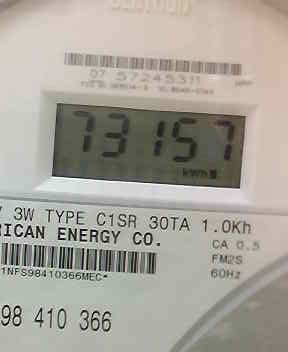 07 57245311
73157
kWh
V 3W TYPE C1SR 30TA 1.0Kh
RICAN ENERGY CO.
CA 0.5
FM2S
60Hz
1NFS98410366MEC*
98 410 366